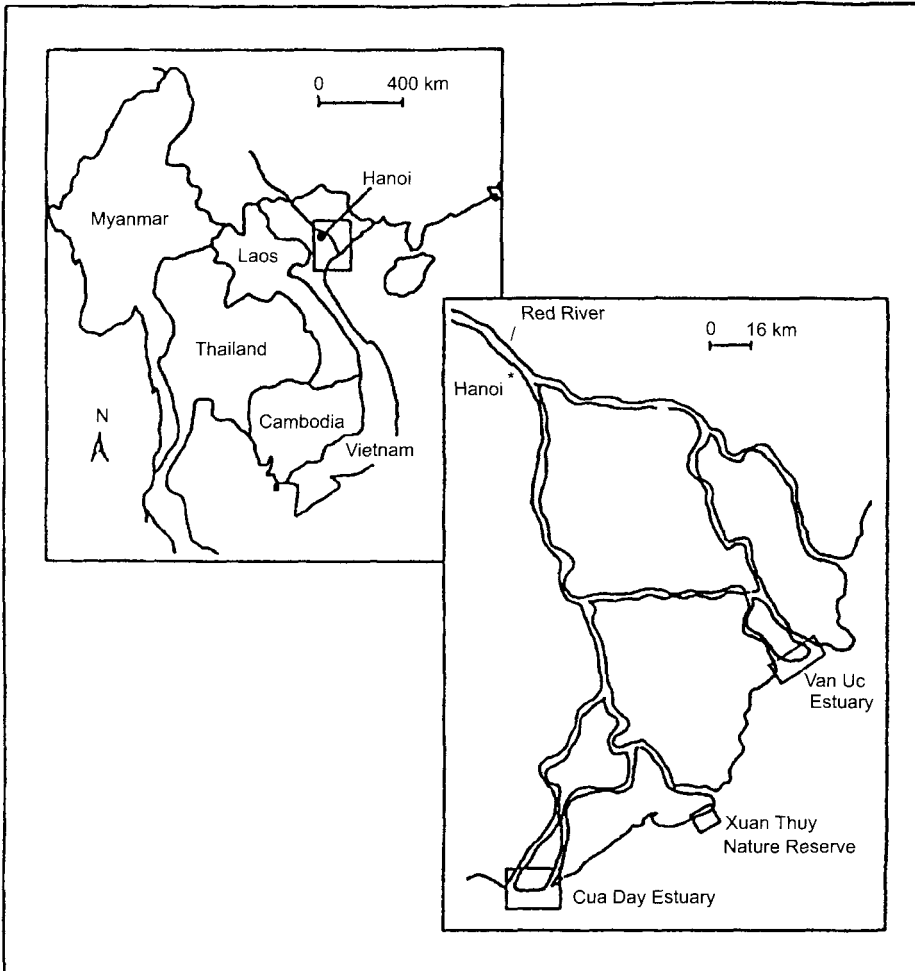 0 400 km
Hanoi
Myanmar
Laos
Thailand
N
Cambodia
Vietnam
Red River
0 16 km
Hanoi *
Van Uc
Estuary
Xuan Thuy
Nature Reserve
Cua Day Estuary